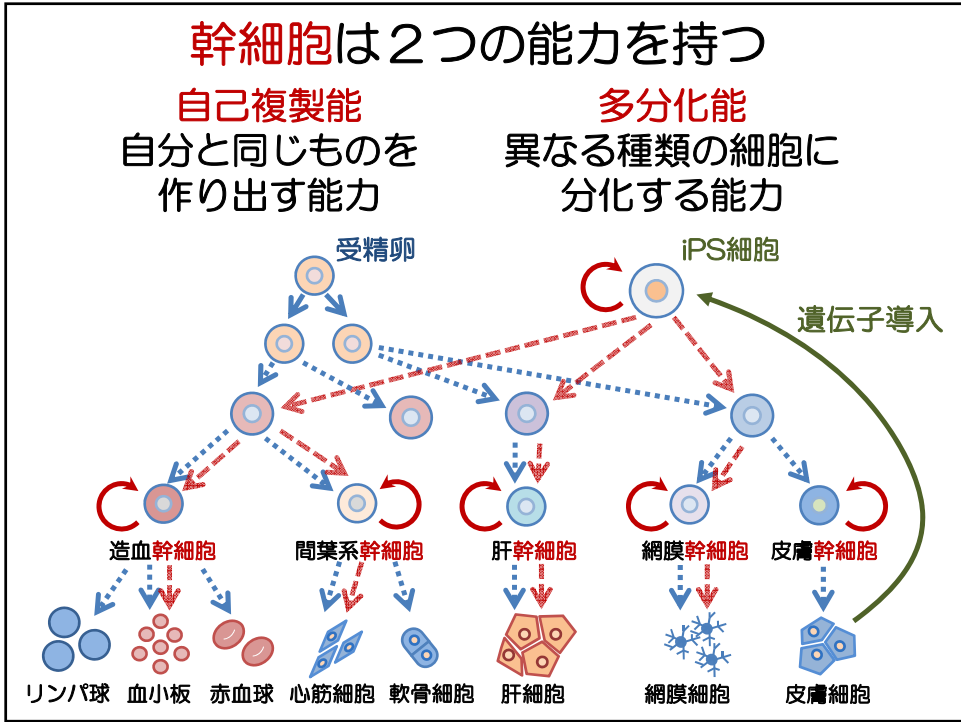 幹細胞は２つの能力を持つ
自己複製能
自分と同じものを
作り出す能力
多分化能
異なる種類の細胞に
分化する能力
受精卵
iPS細胞
遺伝子導入
造血幹細胞
間葉系幹細胞
肝幹細胞
網膜幹細胞
皮膚幹細胞
リンパ球
血小板
赤血球
心筋細胞
軟骨細胞
肝細胞
網膜細胞
皮膚細胞